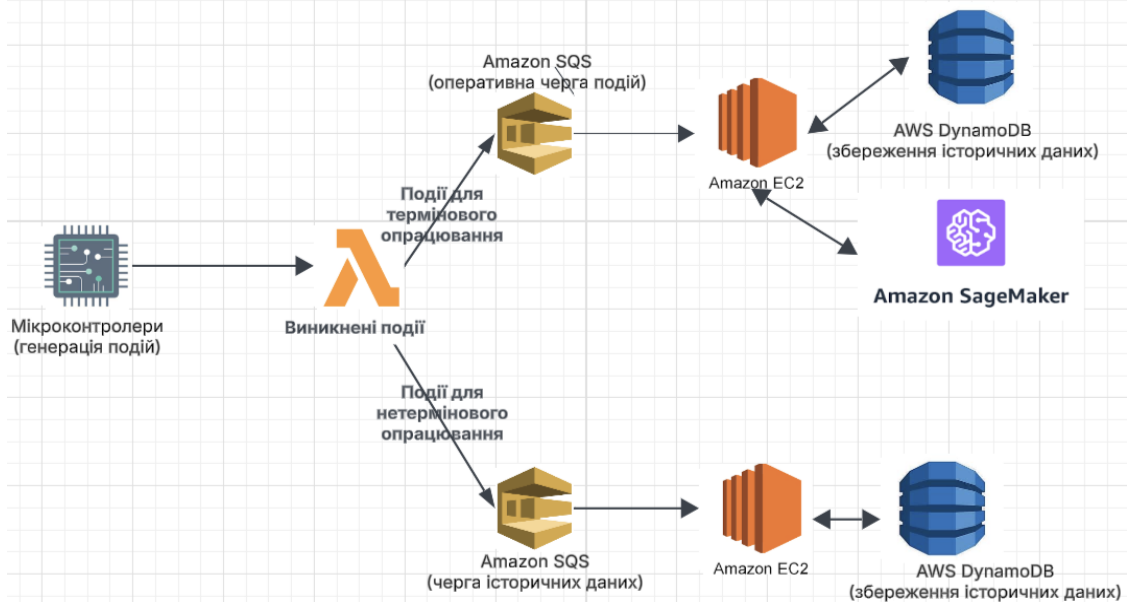 Amazon SQS
(оперативна черга подій)
AWS DynamoDB
(збереження історичних даних)
Amazon EC2
Події для
термінового
опрацювання
Amazon SageMaker
Мікроконтролери
(генерація подій)
Виникнені події
Події для
нетермінового
опрацювання
Amazon SQS
(черга історичних даних)
Amazon EC2
AWS DynamoDB
(збереження історичних даних)